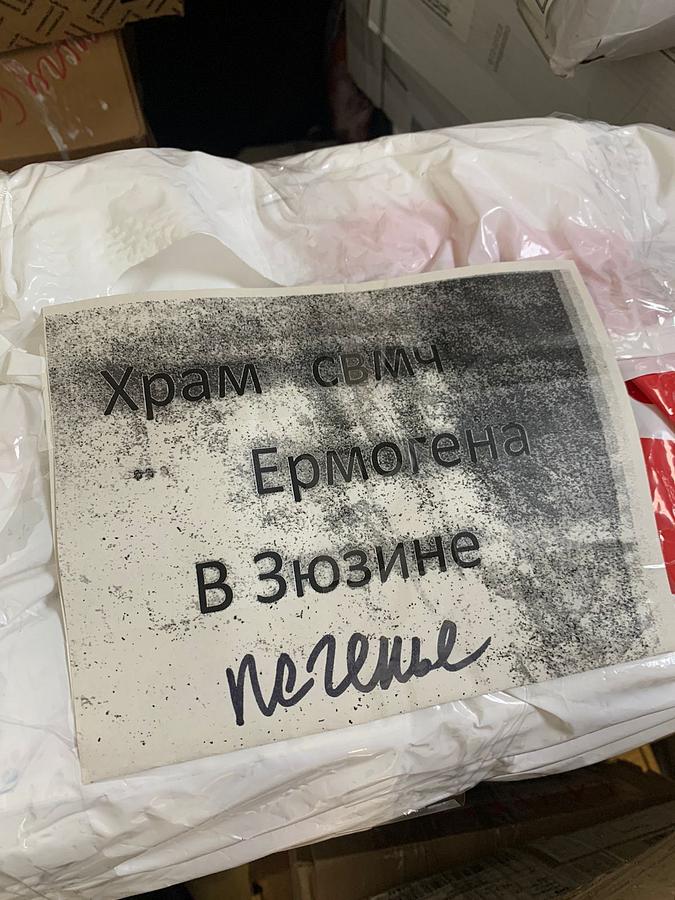 Храм свмч
Ермогена
В Зюзине
печенье